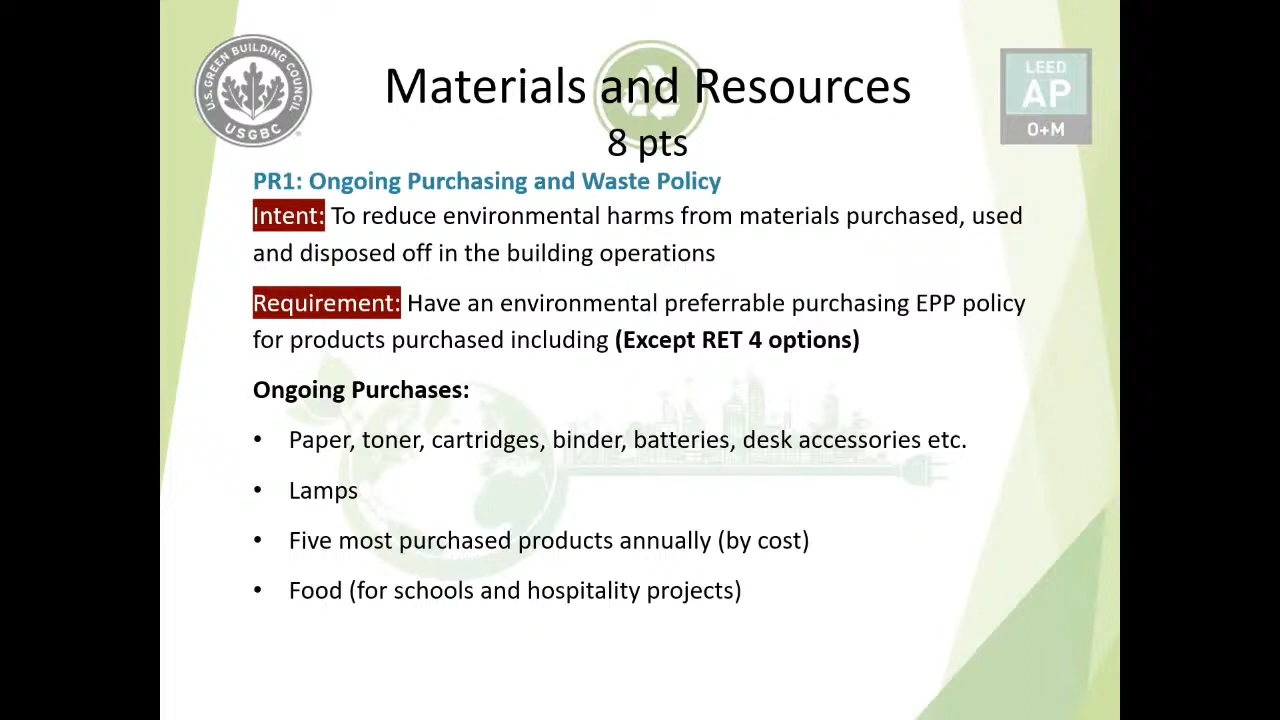 U.S. GREEN BUILDING COUNCIL
USGBC
LEED
AP
O+M
Materials and Resources
8 pts
PR1: Ongoing Purchasing and Waste Policy
Intent: To reduce environmental harms from materials purchased, used
and disposed off in the building operations
Requirement: Have an environmental preferrable purchasing EPP policy
for products purchased including (Except RET 4 options)
Ongoing Purchases:
• Paper, toner, cartridges, binder, batteries, desk accessories etc.
• Lamps
• Five most purchased products annually (by cost)
• Food (for schools and hospitality projects)